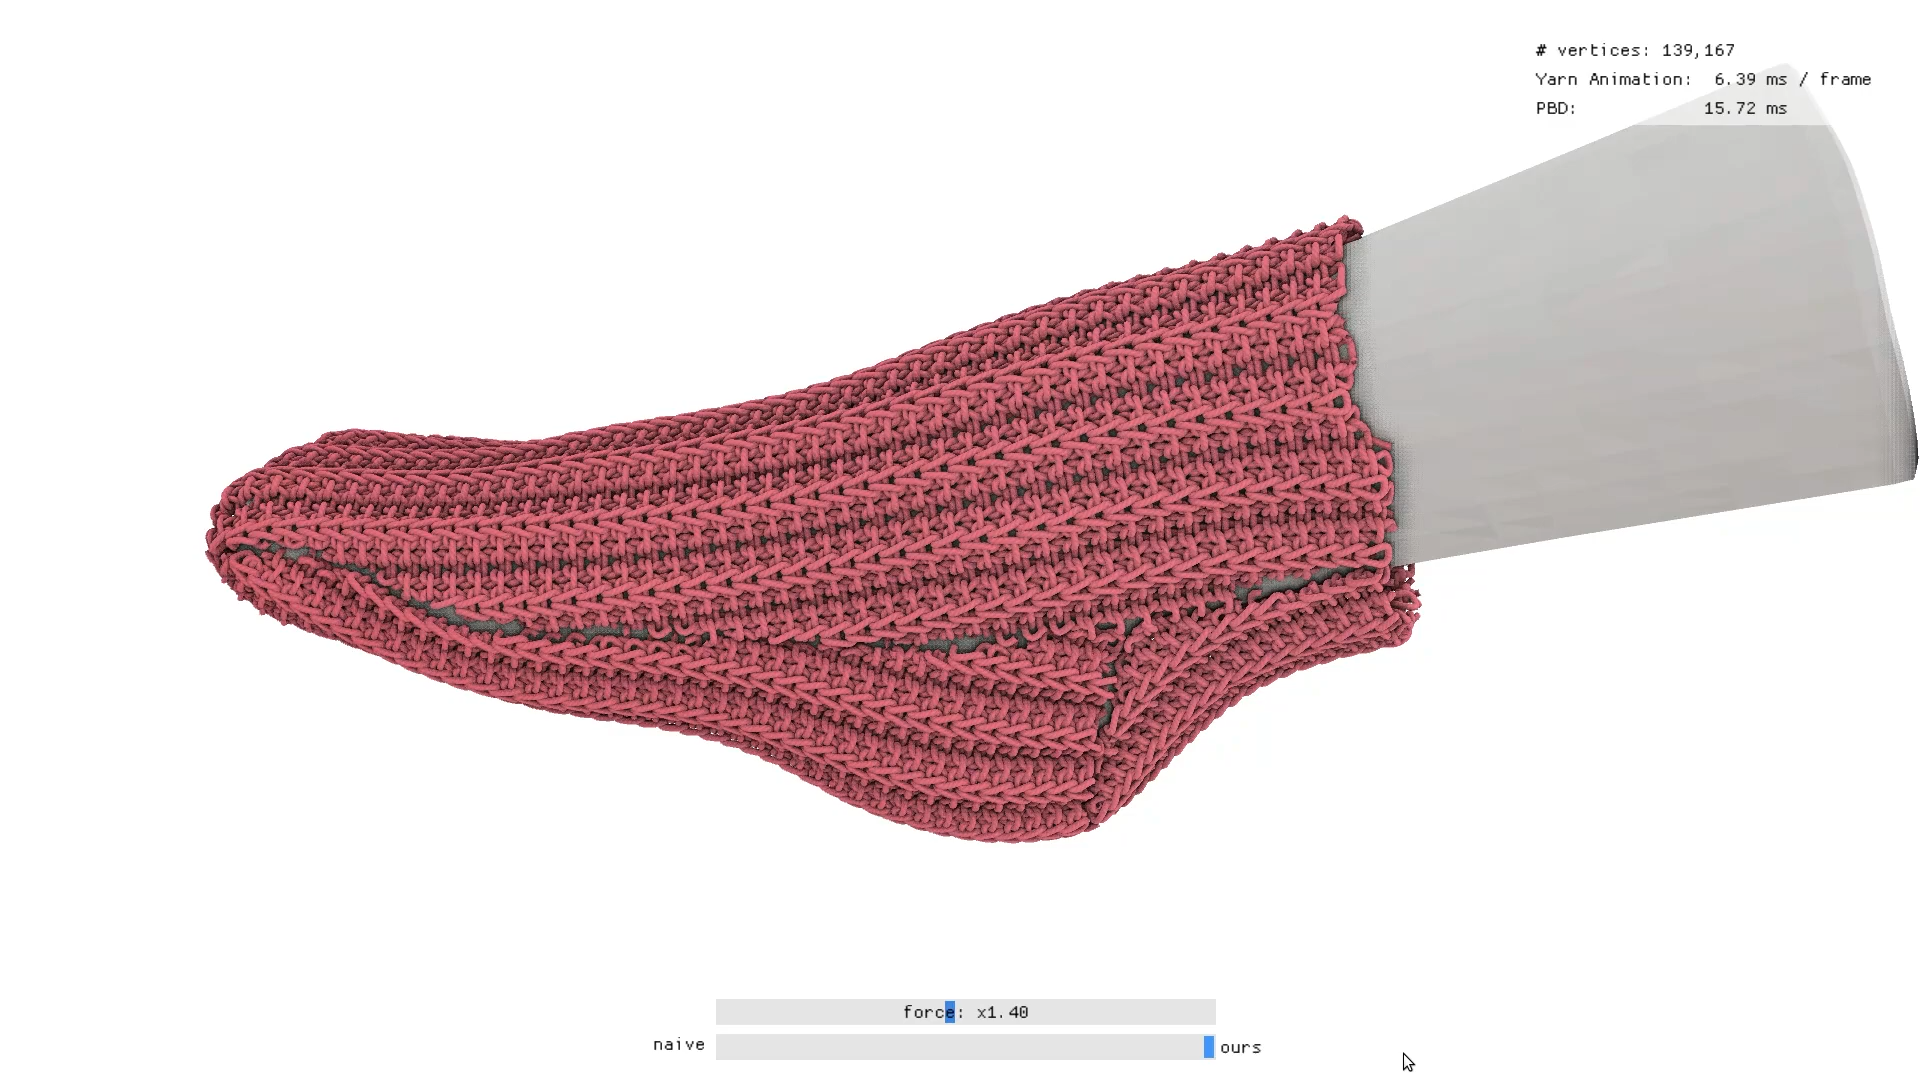 # vertices: 139,167
Yarn Animation: 6.39 ms / frame
PBD: 15.72 ms
force: x1.40
naive ours